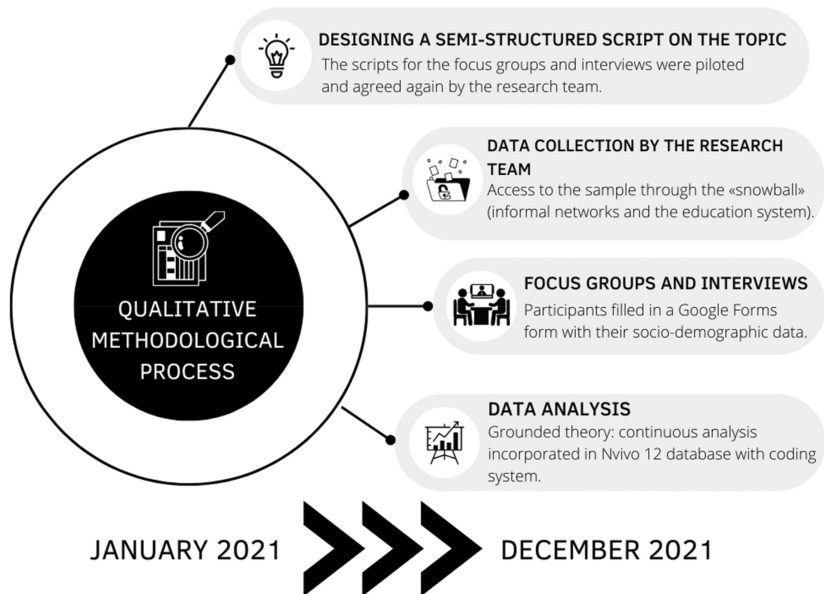 DESIGNING A SEMI-STRUCTURED SCRIPT ON THE TOPIC
The scripts for the focus groups and interviews were piloted
and agreed again by the research team.
DATA COLLECTION BY THE RESEARCH
TEAM
Access to the sample through the «snowball»
(informal networks and the education system).
QUALITATIVE
METHODOLOGICAL
PROCESS
FOCUS GROUPS AND INTERVIEWS
Participants filled in a Google Forms
form with their socio-demographic data.
DATA ANALYSIS
Grounded theory: continuous analysis
incorporated in Nvivo 12 database with coding
system.
JANUARY 2021
DECEMBER 2021